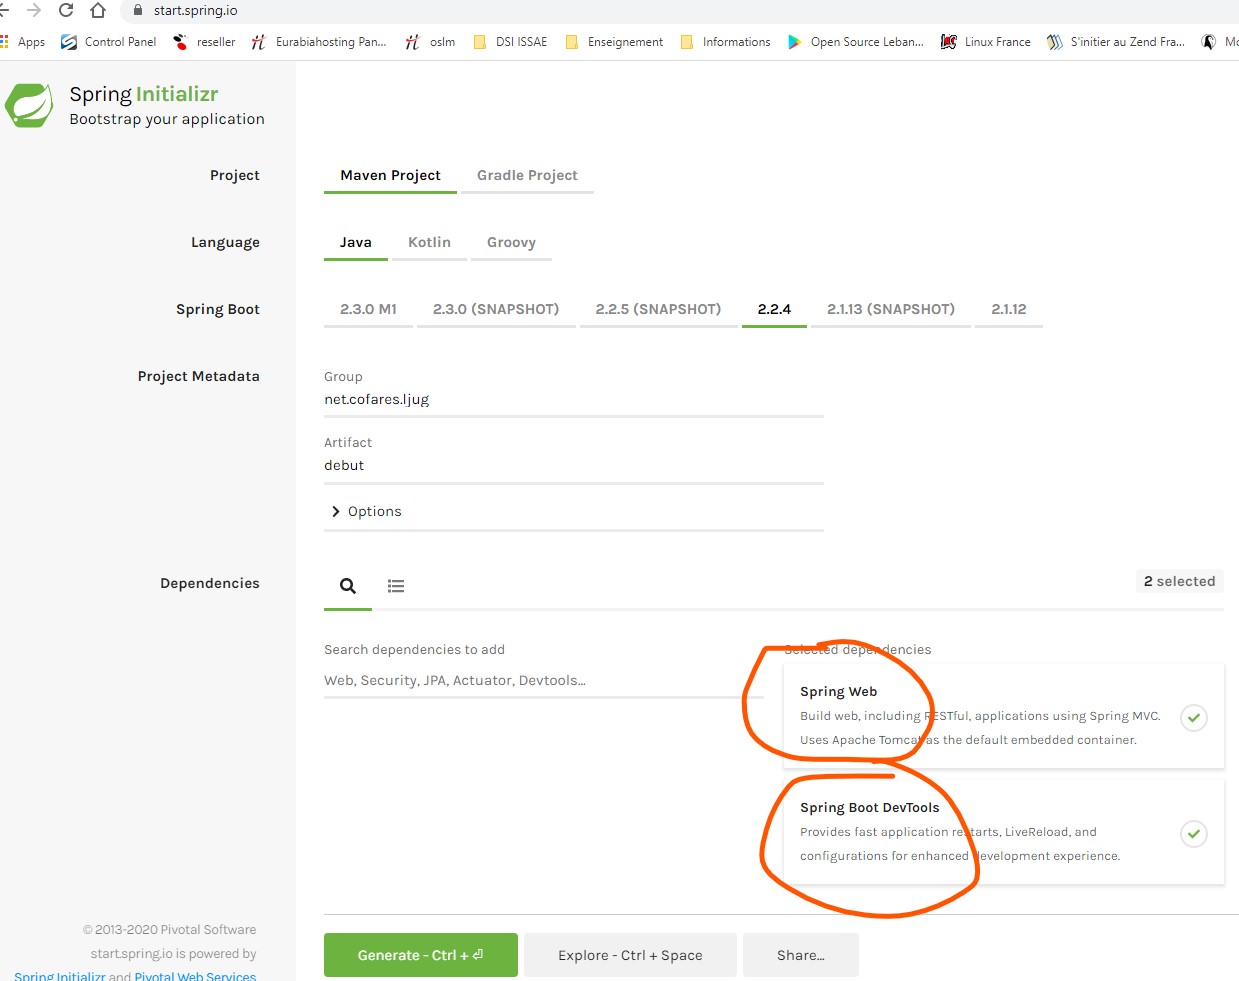 start.spring.io
Apps Control Panel reseller Eurabiahosting Pan... oslm DSI ISSAE Enseignement Informations Open Source Leban... Linux France S'initier au Zend Fra... Mo
Spring Initializr
Bootstrap your application
Project Maven Project Gradle Project
Language Java Kotlin Groovy
Spring Boot 2.3.0 M1 2.3.0 (SNAPSHOT) 2.2.5 (SNAPSHOT) 2.2.4 2.1.13 (SNAPSHOT) 2.1.12
Project Metadata
Group
net.cofares.ljug
Artifact
debut
Options
Dependencies 2 selected
Search dependencies to add
Web, Security, JPA, Actuator, Devtools...
Selected dependencies
Spring Web
Build web, including RESTful, applications using Spring MVC.
Uses Apache Tomcat as the default embedded container.
Spring Boot DevTools
Provides fast application restarts, LiveReload, and
configurations for enhanced development experience.
© 2013-2020 Pivotal Software
start.spring.io is powered by
Spring Initializr and Pivotal Web Services
Generate - Ctrl + ⏎ Explore - Ctrl + Space Share...